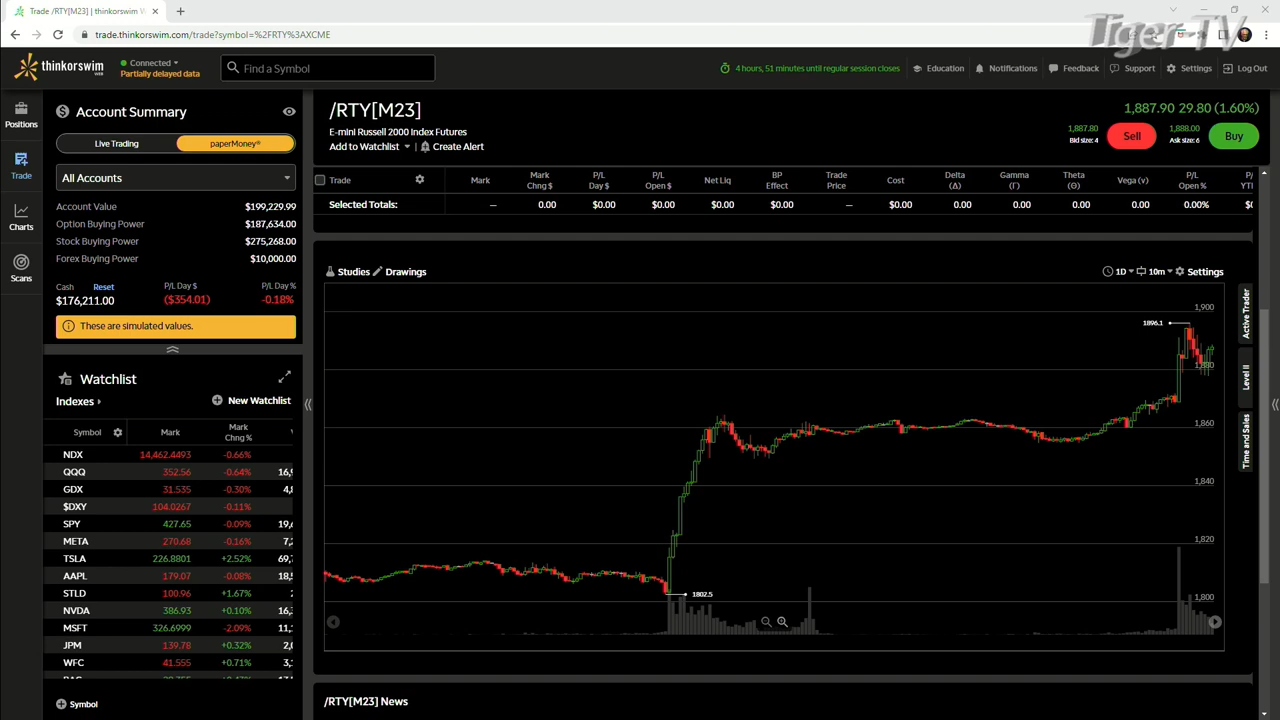 Trade /RTY[M23] | thinkorswim W
Tiger TV
trade.thinkorswim.com/trade?symbol=%2FRTY%3AXCME
thinkorswim WEB
Connected
Partially delayed data
Find a Symbol
4 hours, 51 minutes until regular session closes
Education
Notifications
Feedback
Support
Settings
Log Out
Positions
Trade
Charts
Scans
Account Summary
Live Trading
paperMoney®
All Accounts
Account Value $199,229.99
Option Buying Power $187,634.00
Stock Buying Power $275,268.00
Forex Buying Power $10,000.00
Cash Reset P/L Day $ P/L Day %
$176,211.00 ($354.01) -0.18%
These are simulated values.
Watchlist
Indexes
New Watchlist
Symbol Mark Mark Chng %
NDX 14,462.4493 -0.66%
QQQ 352.56 -0.64%
GDX 31.535 -0.30%
$DXY 104.0267 -0.11%
SPY 427.65 -0.09%
META 270.68 -0.16%
TSLA 226.8801 +2.52%
AAPL 179.07 -0.08%
STLD 100.96 +1.67%
NVDA 386.93 +0.10%
MSFT 326.6999 -2.09%
JPM 139.78 +0.32%
WFC 41.555 +0.71%
Symbol
/RTY[M23]
E-mini Russell 2000 Index Futures
Add to Watchlist | Create Alert
1,887.90 29.80 (1.60%)
1,887.80
Bid size: 4
Sell
1,888.00
Ask size: 6
Buy
Trade Mark Mark Chng $ P/L Day $ P/L Open $ Net Liq BP Effect Trade Price Cost Delta (Δ) Gamma (Γ) Theta (Θ) Vega (v) P/L Open % P/ YTI
Selected Totals: — 0.00 $0.00 $0.00 $0.00 $0.00 — $0.00 0.00 0.00 0.00 0.00 0.00%
Studies Drawings
1D 10m Settings
1,900
1896.1
1,880
1,860
1,840
1,820
1802.5
1,800
Active Trader
Level II
Time and Sales
/RTY[M23] News